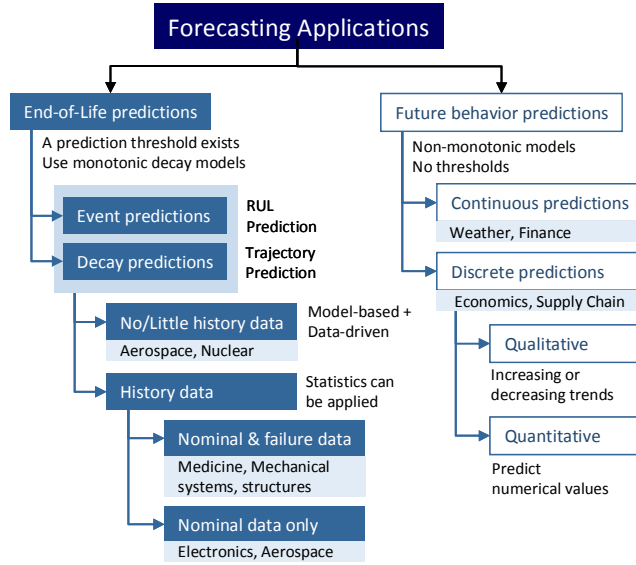 Forecasting Applications
End-of-Life predictions
A prediction threshold exists
Use monotonic decay models
Event predictions
RUL
Prediction
Decay predictions
Trajectory
Prediction
No/Little history data
Aerospace, Nuclear
Model-based +
Data-driven
History data
Statistics can
be applied
Nominal & failure data
Medicine, Mechanical
systems, structures
Nominal data only
Electronics, Aerospace
Future behavior predictions
Non-monotonic models
No thresholds
Continuous predictions
Weather, Finance
Discrete predictions
Economics, Supply Chain
Qualitative
Increasing or
decreasing trends
Quantitative
Predict
numerical values